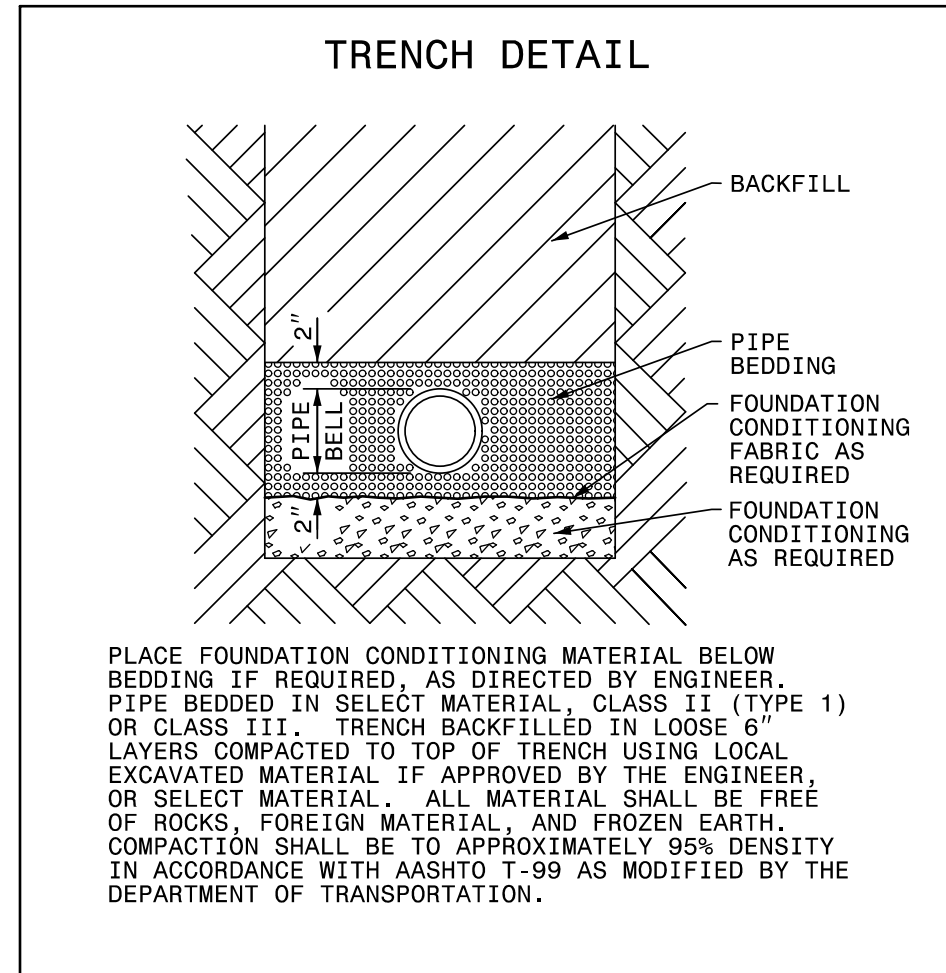 TRENCH DETAIL
BACKFILL
2"
PIPE
BEDDING
PIPE
BELL
FOUNDATION
CONDITIONING
FABRIC AS
REQUIRED
2"
FOUNDATION
CONDITIONING
AS REQUIRED
PLACE FOUNDATION CONDITIONING MATERIAL BELOW
BEDDING IF REQUIRED, AS DIRECTED BY ENGINEER.
PIPE BEDDED IN SELECT MATERIAL, CLASS II (TYPE 1)
OR CLASS III.  TRENCH BACKFILLED IN LOOSE 6"
LAYERS COMPACTED TO TOP OF TRENCH USING LOCAL
EXCAVATED MATERIAL IF APPROVED BY THE ENGINEER,
OR SELECT MATERIAL.  ALL MATERIAL SHALL BE FREE
OF ROCKS, FOREIGN MATERIAL, AND FROZEN EARTH.
COMPACTION SHALL BE TO APPROXIMATELY 95% DENSITY
IN ACCORDANCE WITH AASHTO T-99 AS MODIFIED BY THE
DEPARTMENT OF TRANSPORTATION.